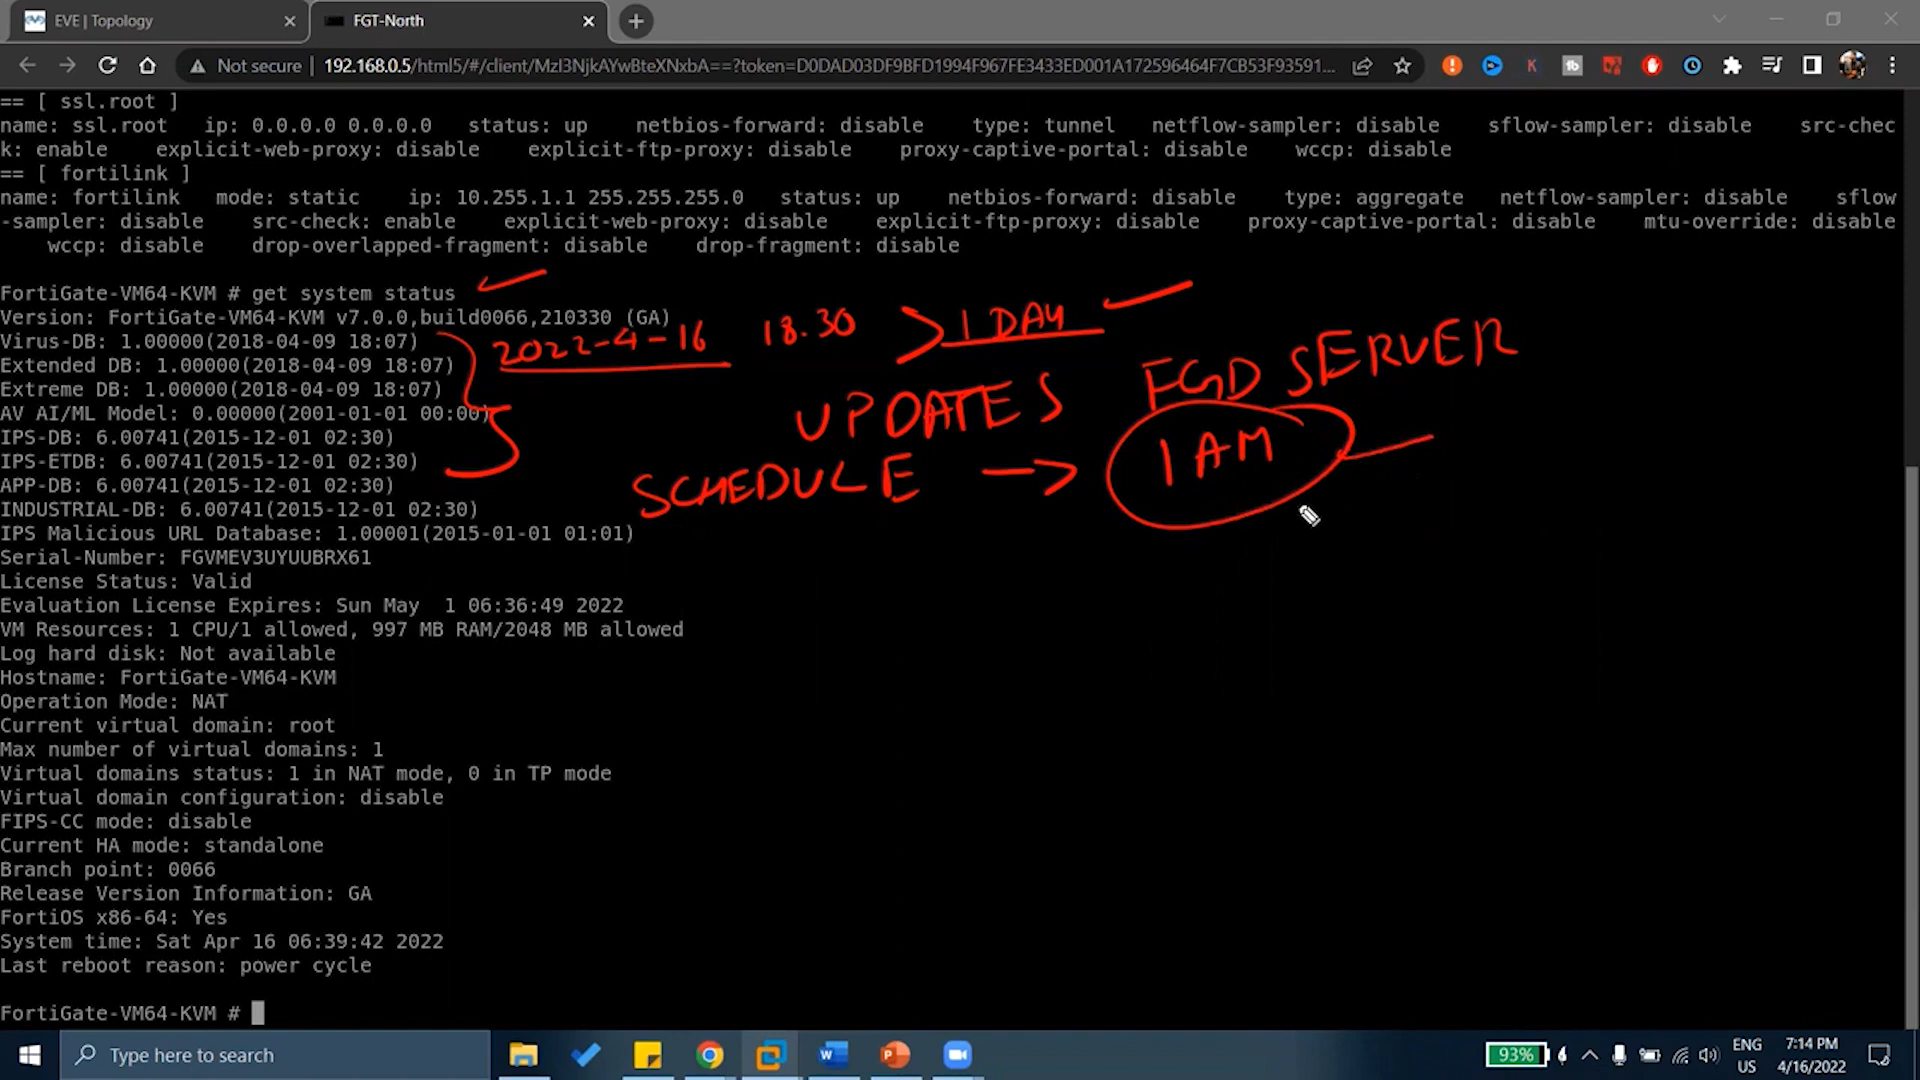 EVE | Topology
FGT-North
Not secure
192.168.0.5/html5/#/client/MzI3NjkAYwBteXNxbA==?token=D0DAD03DF9BFD1994F967FE3433ED001A172596464F7CB53F93591...
== [ ssl.root ]
name: ssl.root   ip: 0.0.0.0 0.0.0.0   status: up    netbios-forward: disable    type: tunnel   netflow-sampler: disable    sflow-sampler: disable    src-chec
k: enable    explicit-web-proxy: disable    explicit-ftp-proxy: disable    proxy-captive-portal: disable    wccp: disable
== [ fortilink ]
name: fortilink   mode: static    ip: 10.255.1.1 255.255.255.0   status: up    netbios-forward: disable    type: aggregate   netflow-sampler: disable    sflow
-sampler: disable    src-check: enable    explicit-web-proxy: disable    explicit-ftp-proxy: disable    proxy-captive-portal: disable    mtu-override: disable
    wccp: disable    drop-overlapped-fragment: disable    drop-fragment: disable
FortiGate-VM64-KVM # get system status
Version: FortiGate-VM64-KVM v7.0.0,build0066,210330 (GA)
Virus-DB: 1.00000(2018-04-09 18:07)
2022-4-16 18.30 > 1 DAY
Extended DB: 1.00000(2018-04-09 18:07)
FGD SERVER
Extreme DB: 1.00000(2018-04-09 18:07)
AV AI/ML Model: 0.00000(2001-01-01 00:00)
UPDATES
IPS-DB: 6.00741(2015-12-01 02:30)
IPS-ETDB: 6.00741(2015-12-01 02:30)
APP-DB: 6.00741(2015-12-01 02:30)
SCHEDULE -> 1 AM
INDUSTRIAL-DB: 6.00741(2015-12-01 02:30)
IPS Malicious URL Database: 1.00001(2015-01-01 01:01)
Serial-Number: FGVMEV3UYUUBRX61
License Status: Valid
Evaluation License Expires: Sun May  1 06:36:49 2022
VM Resources: 1 CPU/1 allowed, 997 MB RAM/2048 MB allowed
Log hard disk: Not available
Hostname: FortiGate-VM64-KVM
Operation Mode: NAT
Current virtual domain: root
Max number of virtual domains: 1
Virtual domains status: 1 in NAT mode, 0 in TP mode
Virtual domain configuration: disable
FIPS-CC mode: disable
Current HA mode: standalone
Branch point: 0066
Release Version Information: GA
FortiOS x86-64: Yes
System time: Sat Apr 16 06:39:42 2022
Last reboot reason: power cycle
FortiGate-VM64-KVM #
Type here to search
93%
ENG
US
7:14 PM
4/16/2022